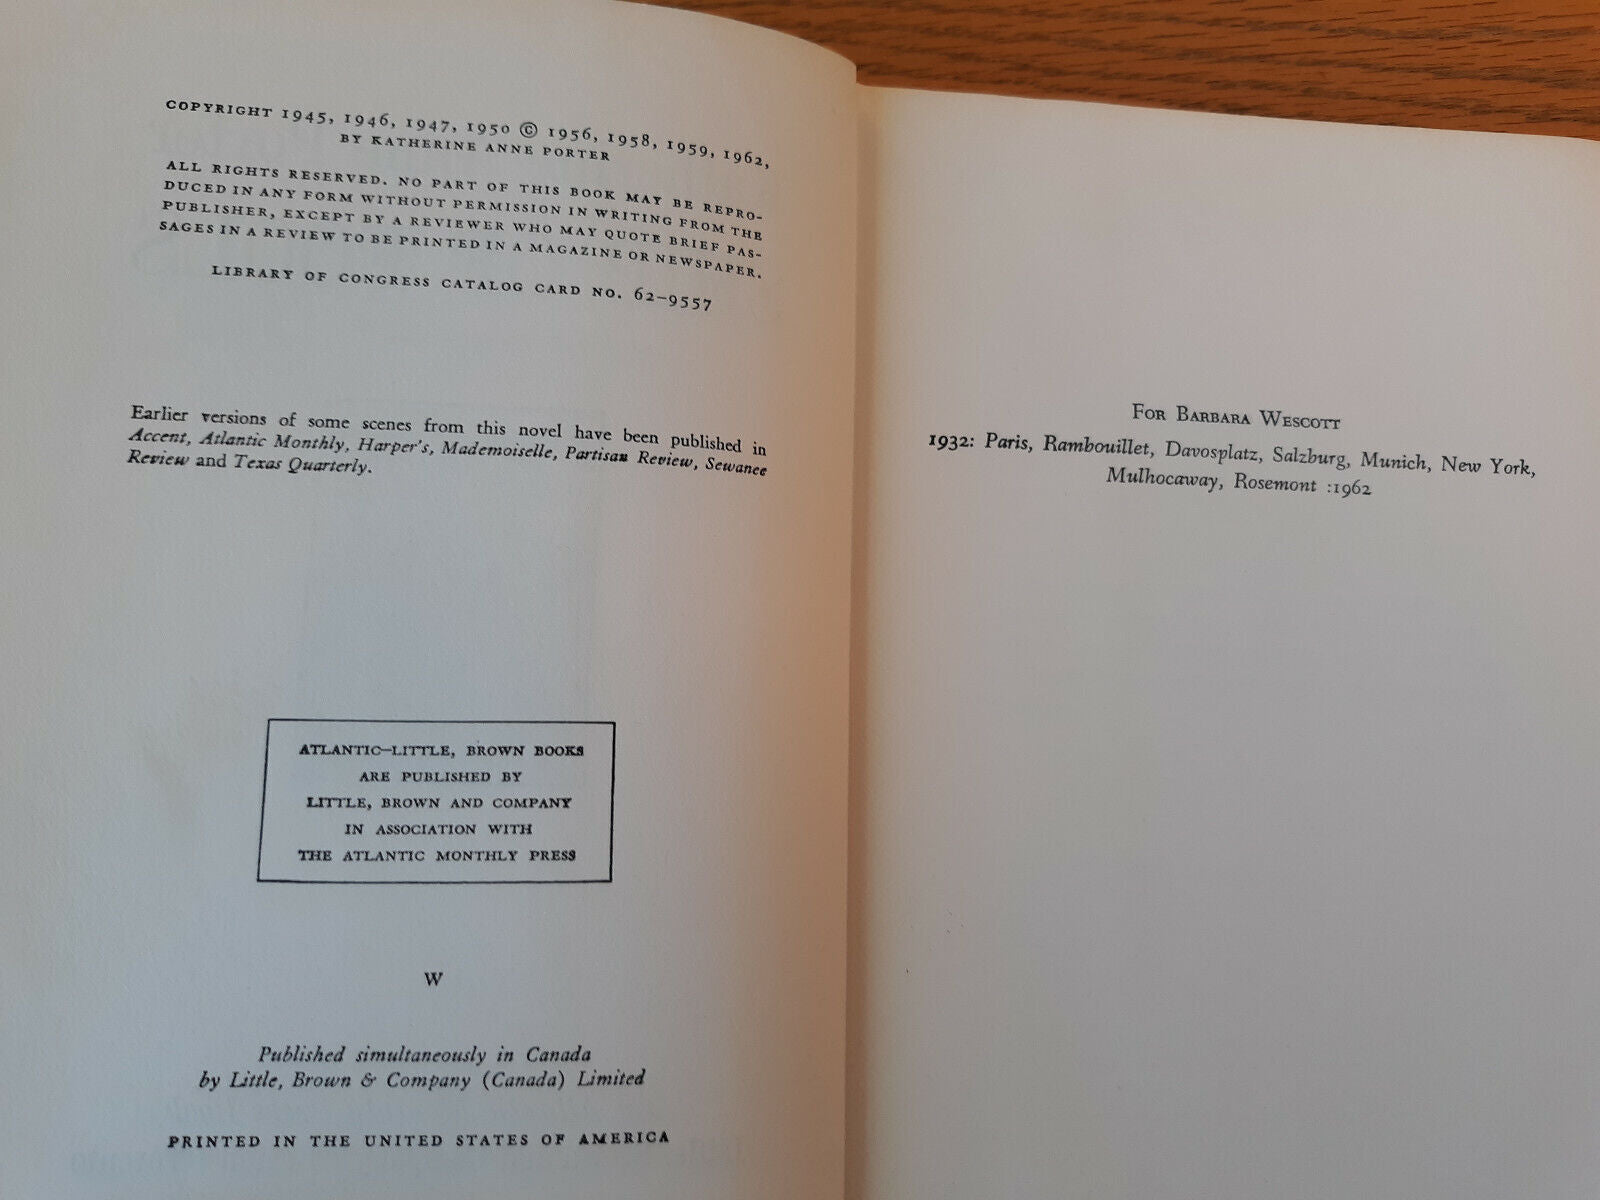 COPYRIGHT 1945, 1946, 1947, 1950 © 1956, 1958, 1959, 1962,
BY KATHERINE ANNE PORTER
ALL RIGHTS RESERVED. NO PART OF THIS BOOK MAY BE REPRO-
DUCED IN ANY FORM WITHOUT PERMISSION IN WRITING FROM THE
PUBLISHER, EXCEPT BY A REVIEWER WHO MAY QUOTE BRIEF PAS-
SAGES IN A REVIEW TO BE PRINTED IN A MAGAZINE OR NEWSPAPER.
LIBRARY OF CONGRESS CATALOG CARD NO. 62–9557
Earlier versions of some scenes from this novel have been published in
Accent, Atlantic Monthly, Harper's, Mademoiselle, Partisan Review, Sewanee
Review and Texas Quarterly.
ATLANTIC–LITTLE, BROWN BOOKS
ARE PUBLISHED BY
LITTLE, BROWN AND COMPANY
IN ASSOCIATION WITH
THE ATLANTIC MONTHLY PRESS
W
Published simultaneously in Canada
by Little, Brown & Company (Canada) Limited
PRINTED IN THE UNITED STATES OF AMERICA
FOR BARBARA WESCOTT
1932: Paris, Rambouillet, Davosplatz, Salzburg, Munich, New York,
Mulhocaway, Rosemont :1962